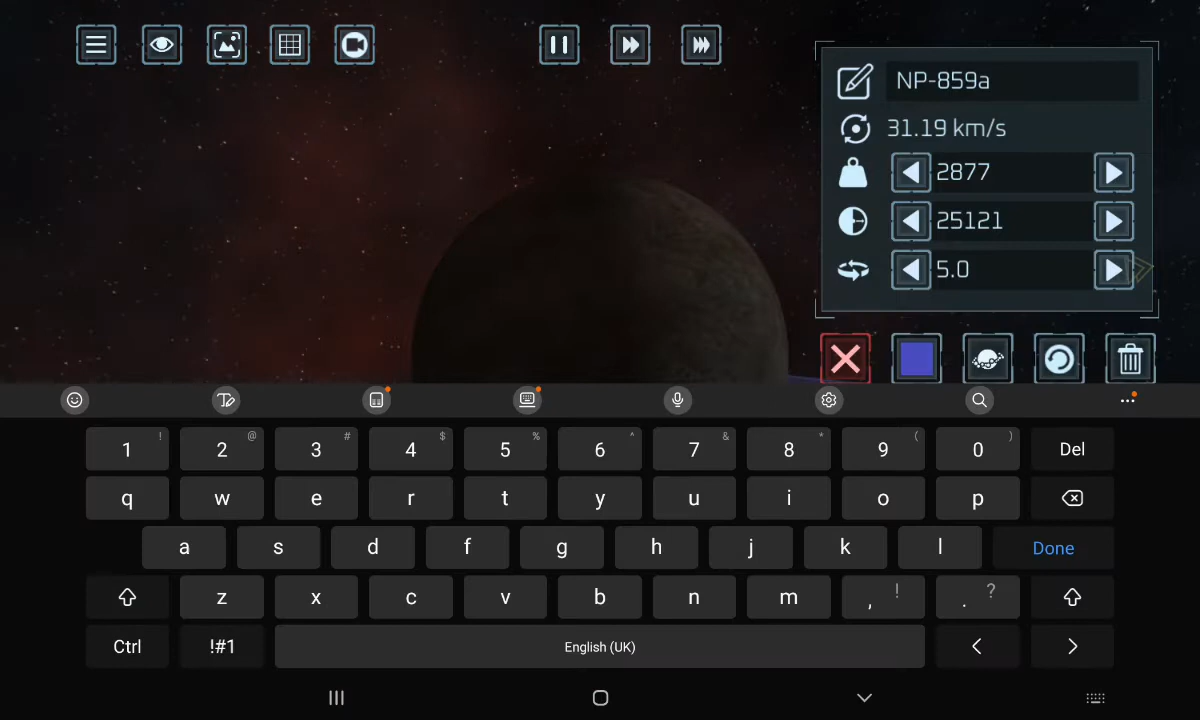 NP-859a
31.19 km/s
2877
25121
5.0
! @ # $ % ^ & * ( )
1 2 3 4 5 6 7 8 9 0 Del
q w e r t y u i o p
a s d f g h j k l Done
z x c v b n m , ! . ?
Ctrl !#1 English (UK) < >